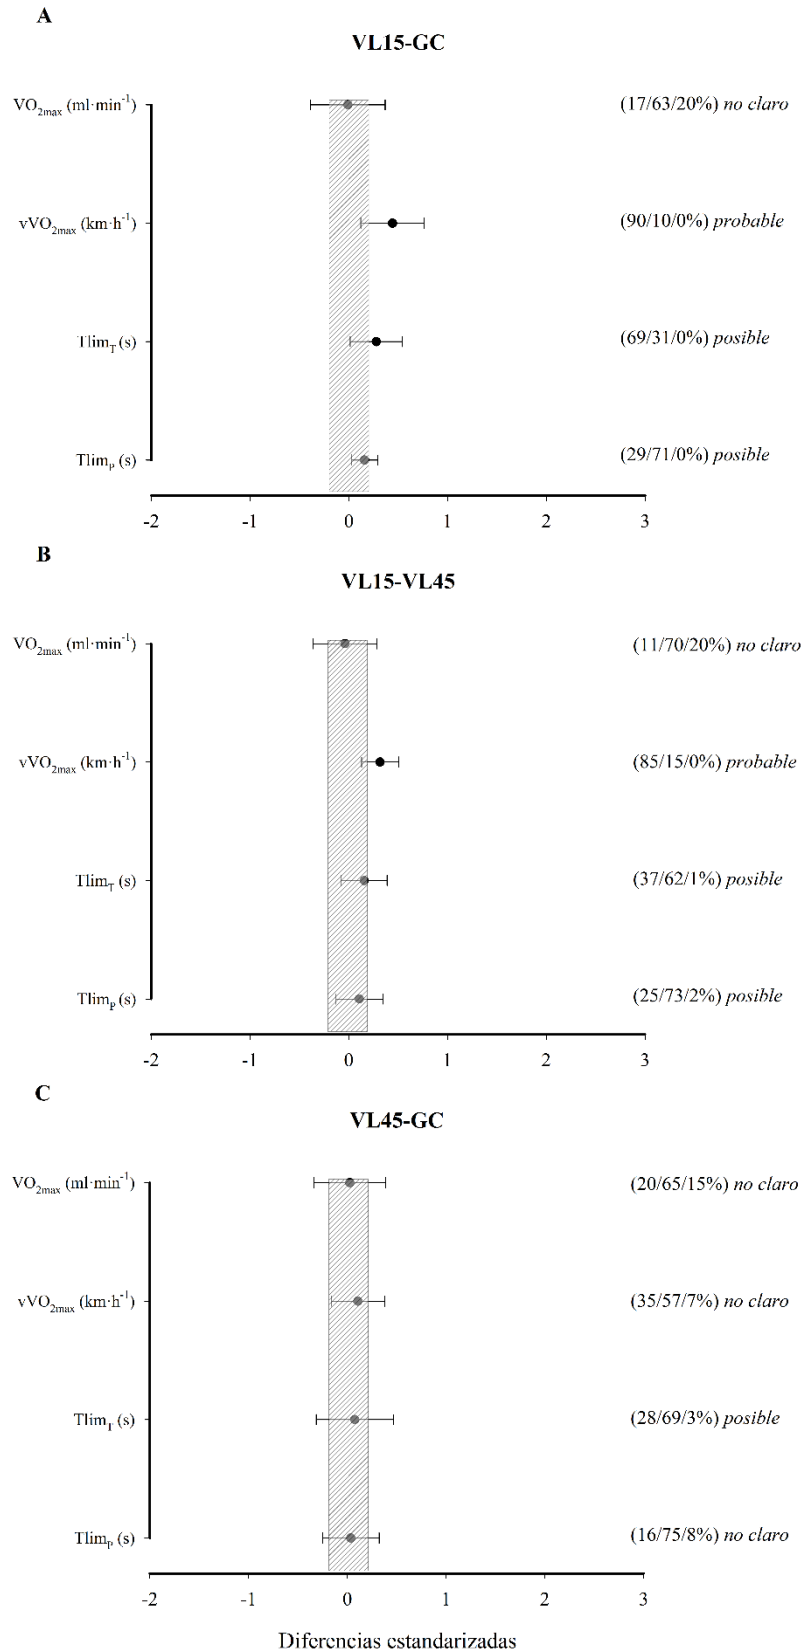 A
VL15-GC
VO2max (ml·min-1) (17/63/20%) no claro
vVO2max (km·h-1) (90/10/0%) probable
TlimT (s) (69/31/0%) posible
TlimP (s) (29/71/0%) posible
-2 -1 0 1 2 3
B
VL15-VL45
VO2max (ml·min-1) (11/70/20%) no claro
vVO2max (km·h-1) (85/15/0%) probable
TlimT (s) (37/62/1%) posible
TlimP (s) (25/73/2%) posible
-2 -1 0 1 2 3
C
VL45-GC
VO2max (ml·min-1) (20/65/15%) no claro
vVO2max (km·h-1) (35/57/7%) no claro
TlimT (s) (28/69/3%) posible
TlimP (s) (16/75/8%) no claro
-2 -1 0 1 2 3
Diferencias estandarizadas